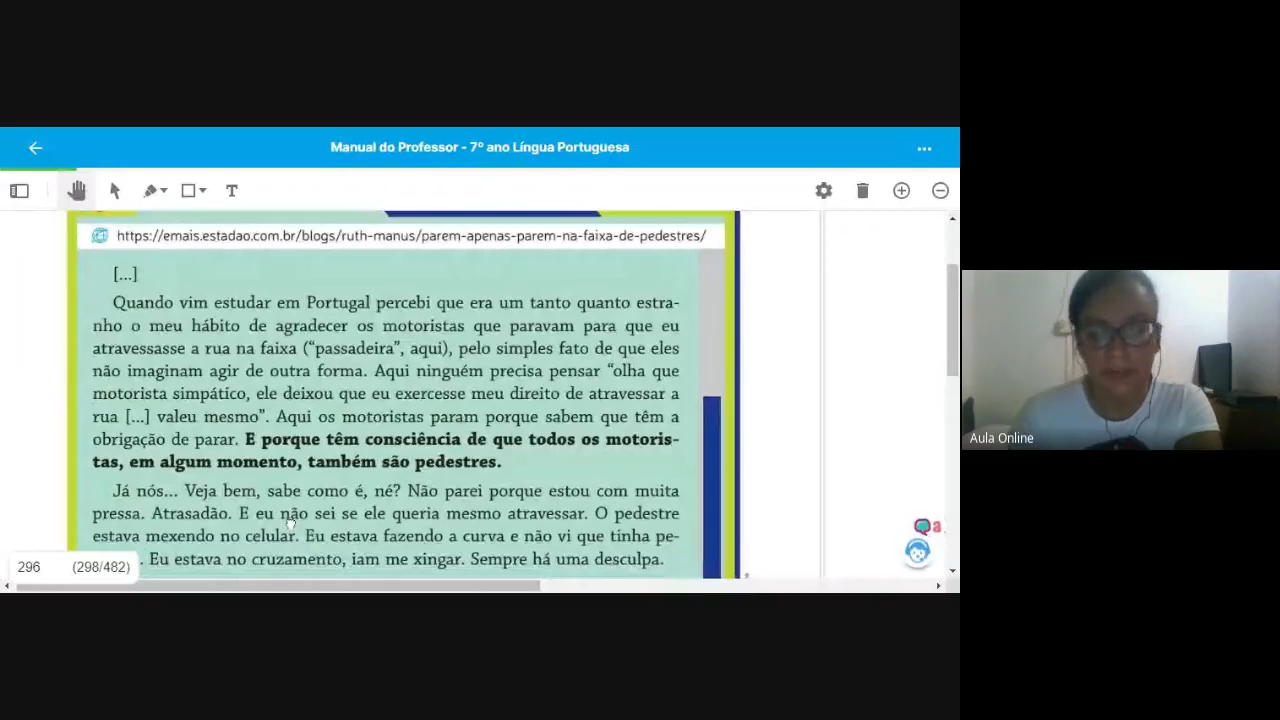 Manual do Professor - 7º ano Língua Portuguesa
https://emais.estadao.com.br/blogs/ruth-manus/parem-apenas-parem-na-faixa-de-pedestres/
[...]
Quando vim estudar em Portugal percebi que era um tanto quanto estra-
nho o meu hábito de agradecer os motoristas que paravam para que eu
atravessasse a rua na faixa (“passadeira”, aqui), pelo simples fato de que eles
não imaginam agir de outra forma. Aqui ninguém precisa pensar “olha que
motorista simpático, ele deixou que eu exercesse meu direito de atravessar a
rua [...] valeu mesmo”. Aqui os motoristas param porque sabem que têm a
obrigação de parar. E porque têm consciência de que todos os motoris-
tas, em algum momento, também são pedestres.
Já nós... Veja bem, sabe como é, né? Não parei porque estou com muita
pressa. Atrasadão. E eu não sei se ele queria mesmo atravessar. O pedestre
estava mexendo no celular. Eu estava fazendo a curva e não vi que tinha pe-
. Eu estava no cruzamento, iam me xingar. Sempre há uma desculpa.
296 (298/482)
a
Aula Online